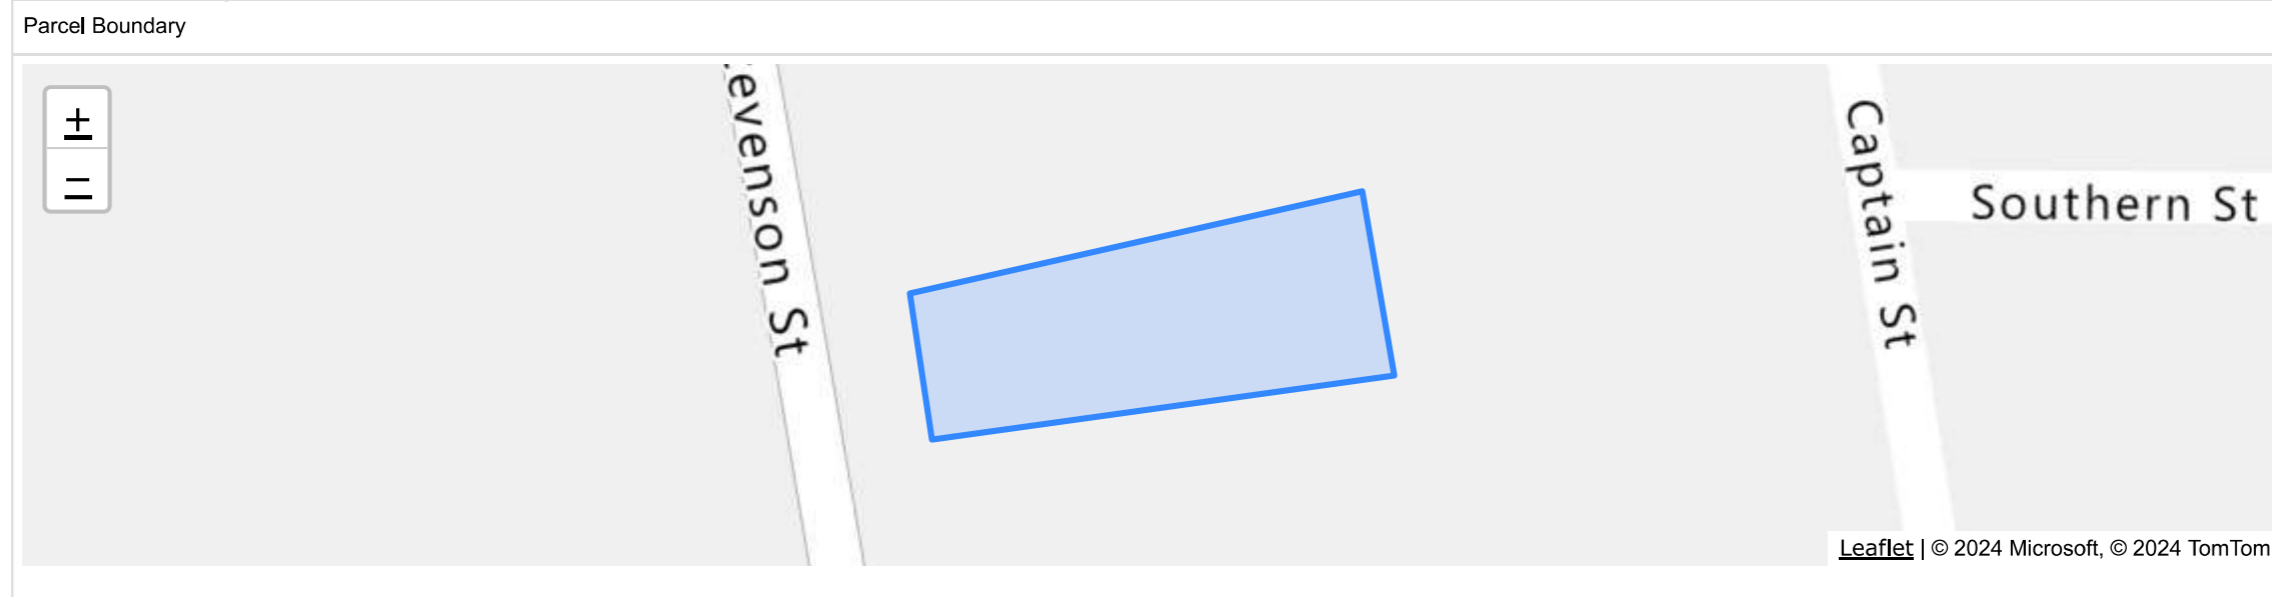 Parcel Boundary
+
−
evenson St
Captain St
Southern St
Leaflet | © 2024 Microsoft, © 2024 TomTom